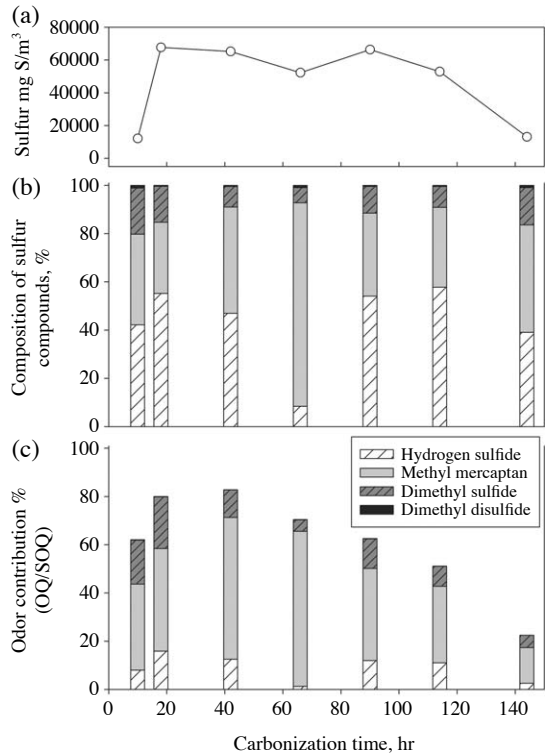 (a)
80000
60000
40000
20000
0
Sulfur mg S/m³
(b)
100
80
60
40
20
0
Composition of sulfur
compounds, %
(c)
100
80
60
40
20
0
Odor contribution %
(OQ/SOQ)
Hydrogen sulfide
Methyl mercaptan
Dimethyl sulfide
Dimethyl disulfide
0 20 40 60 80 100 120 140
Carbonization time, hr